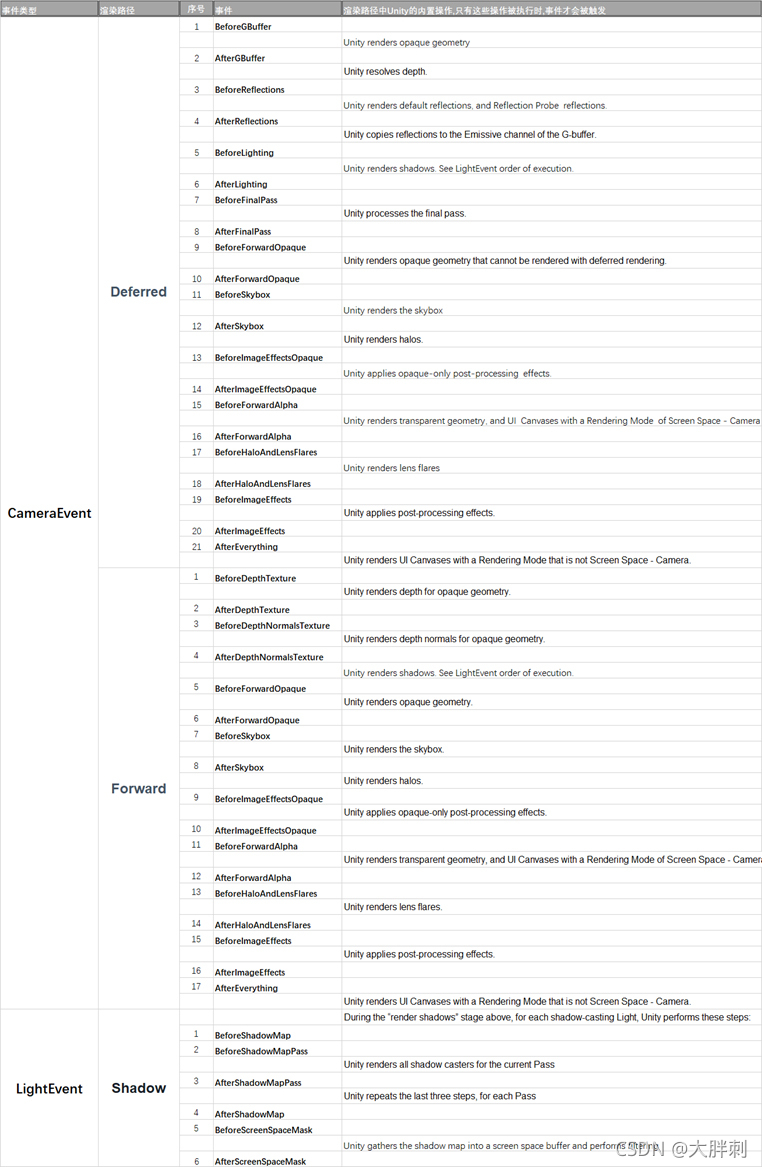 事件类型 渲染路径 序号 事件 渲染路径中Unity的内置操作,只有这些操作被执行时,事件才会被触发
1 BeforeGBuffer
Unity renders opaque geometry
2 AfterGBuffer
Unity resolves depth.
3 BeforeReflections
Unity renders default reflections, and Reflection Probe reflections.
4 AfterReflections
Unity copies reflections to the Emissive channel of the G-buffer.
5 BeforeLighting
Unity renders shadows. See LightEvent order of execution.
6 AfterLighting
7 BeforeFinalPass
Unity processes the final pass.
8 AfterFinalPass
9 BeforeForwardOpaque
Unity renders opaque geometry that cannot be rendered with deferred rendering.
10 AfterForwardOpaque
Deferred
11 BeforeSkybox
Unity renders the skybox
12 AfterSkybox
Unity renders halos.
13 BeforeImageEffectsOpaque
Unity applies opaque-only post-processing effects.
14 AfterImageEffectsOpaque
15 BeforeForwardAlpha
Unity renders transparent geometry, and UI Canvases with a Rendering Mode of Screen Space - Camera
16 AfterForwardAlpha
17 BeforeHaloAndLensFlares
Unity renders lens flares
18 AfterHaloAndLensFlares
19 BeforeImageEffects
CameraEvent
Unity applies post-processing effects.
20 AfterImageEffects
21 AfterEverything
Unity renders UI Canvases with a Rendering Mode that is not Screen Space - Camera.
1 BeforeDepthTexture
Unity renders depth for opaque geometry.
2 AfterDepthTexture
3 BeforeDepthNormalsTexture
Unity renders depth normals for opaque geometry.
4 AfterDepthNormalsTexture
Unity renders shadows. See LightEvent order of execution.
5 BeforeForwardOpaque
Unity renders opaque geometry.
6 AfterForwardOpaque
7 BeforeSkybox
Unity renders the skybox.
8 AfterSkybox
Unity renders halos.
Forward
9 BeforeImageEffectsOpaque
Unity applies opaque-only post-processing effects.
10 AfterImageEffectsOpaque
11 BeforeForwardAlpha
Unity renders transparent geometry, and UI Canvases with a Rendering Mode of Screen Space - Camera
12 AfterForwardAlpha
13 BeforeHaloAndLensFlares
Unity renders lens flares.
14 AfterHaloAndLensFlares
15 BeforeImageEffects
Unity applies post-processing effects.
16 AfterImageEffects
17 AfterEverything
Unity renders UI Canvases with a Rendering Mode that is not Screen Space - Camera.
During the "render shadows" stage above, for each shadow-casting Light, Unity performs these steps:
1 BeforeShadowMap
2 BeforeShadowMapPass
Unity renders all shadow casters for the current Pass
3 AfterShadowMapPass
LightEvent Shadow
Unity repeats the last three steps, for each Pass
4 AfterShadowMap
5 BeforeScreenSpaceMask
Unity gathers the shadow map into a screen space buffer and performs filtering
6 AfterScreenSpaceMask
CSDN @大胖刺